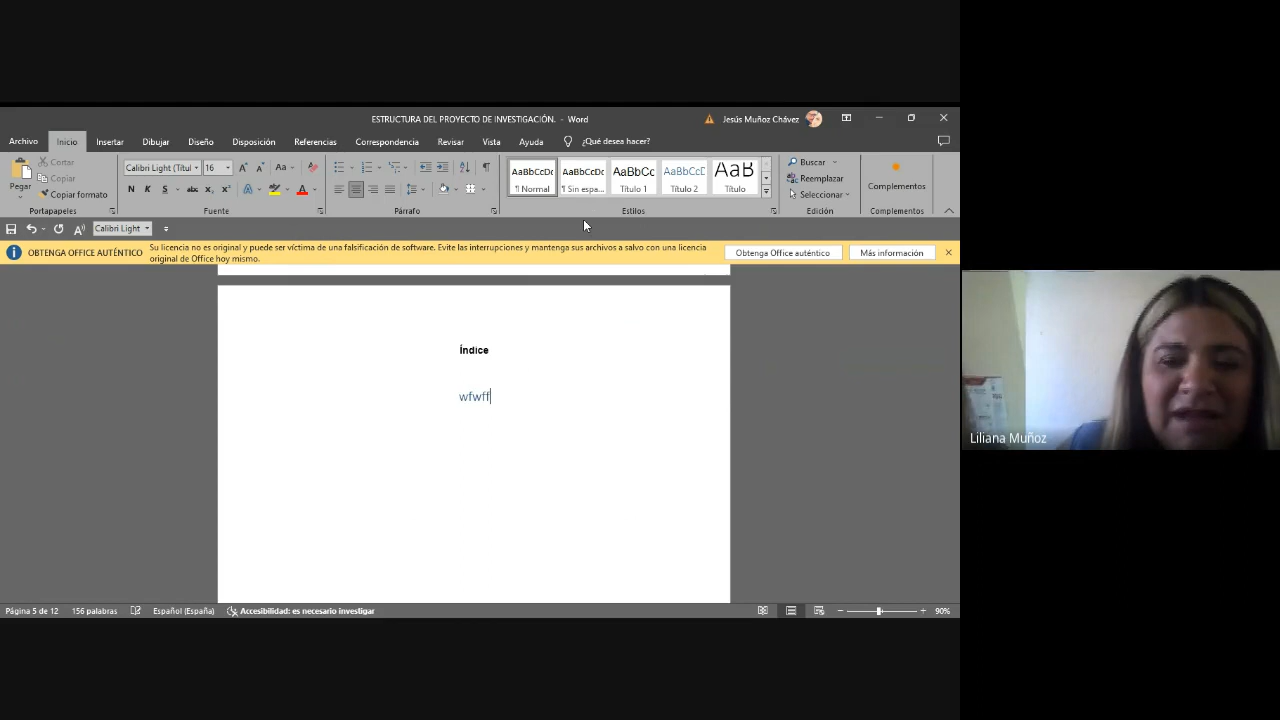 ESTRUCTURA DEL PROYECTO DE INVESTIGACIÓN. - Word
Jesús Muñoz Chávez
Archivo Inicio Insertar Dibujar Diseño Disposición Referencias Correspondencia Revisar Vista Ayuda ¿Qué desea hacer?
Pegar
Cortar
Copiar
Copiar formato
Portapapeles
Calibri Light (Títul 16
Aa
N K S abc x₂ x²
A A
Fuente
Párrafo
AaBbCcDc AaBbCcDc AaBbCc AaBbCcD AaB
¶ Normal ¶ Sin espa... Título 1 Título 2 Título
Estilos
Buscar
Reemplazar
Seleccionar
Edición
Complementos
Complementos
Calibri Light
OBTENGA OFFICE AUTÉNTICO
Su licencia no es original y puede ser víctima de una falsificación de software. Evite las interrupciones y mantenga sus archivos a salvo con una licencia
original de Office hoy mismo.
Obtenga Office auténtico
Más información
Índice
wfwff
Liliana Muñoz
Página 5 de 12 156 palabras Español (España) Accesibilidad: es necesario investigar 90%